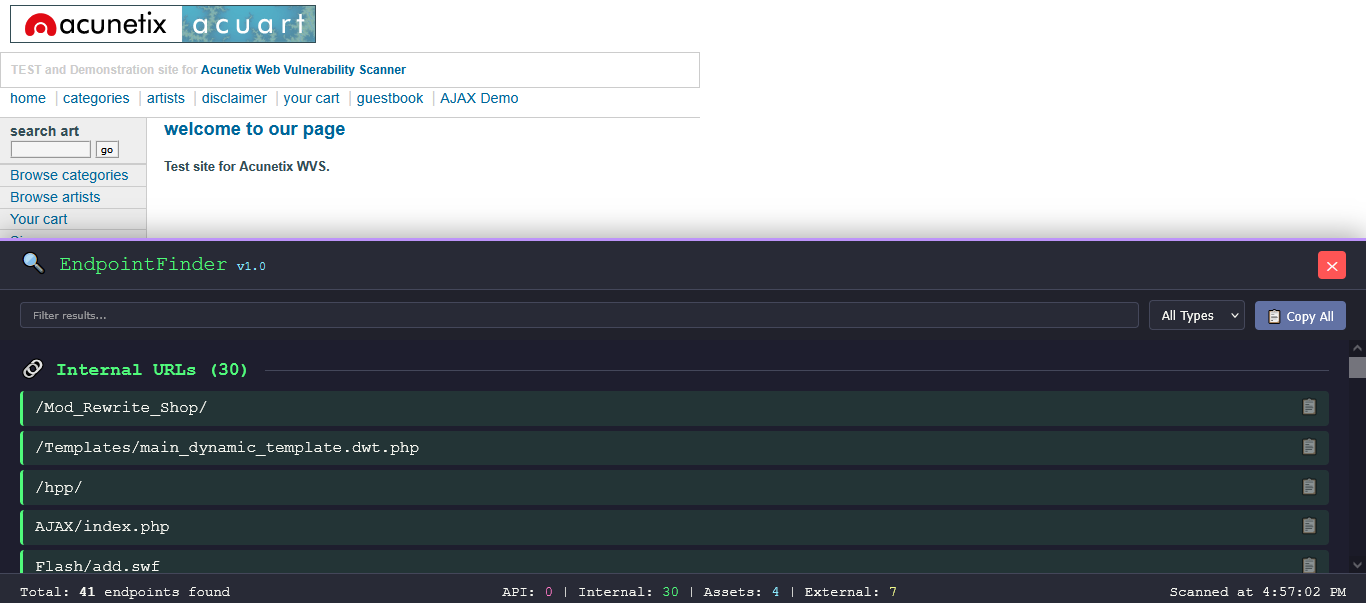 acunetix acuart
TEST and Demonstration site for Acunetix Web Vulnerability Scanner
home | categories | artists | disclaimer | your cart | guestbook | AJAX Demo
search art
go
Browse categories
Browse artists
Your cart
welcome to our page
Test site for Acunetix WVS.
EndpointFinder v1.0
Filter results...
All Types
Copy All
Internal URLs (30)
/Mod_Rewrite_Shop/
/Templates/main_dynamic_template.dwt.php
/hpp/
AJAX/index.php
Flash/add.swf
Total: 41 endpoints found
API: 0 | Internal: 30 | Assets: 4 | External: 7
Scanned at 4:57:02 PM